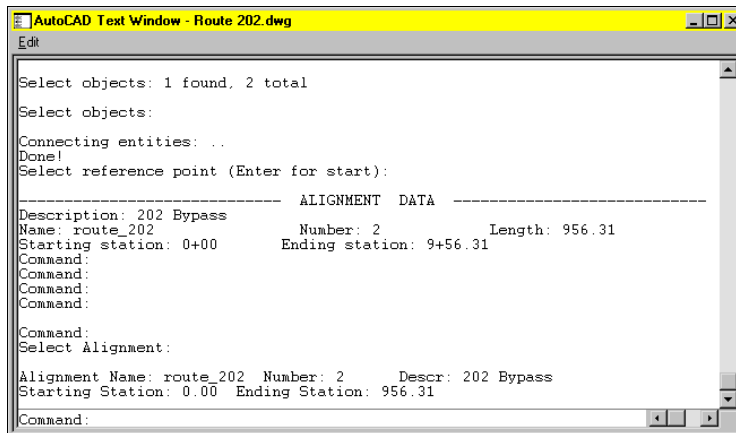 AutoCAD Text Window - Route 202.dwg
Edit
Select objects: 1 found, 2 total
Select objects:
Connecting entities: ..
Done!
Select reference point (Enter for start):
----------------------------- ALIGNMENT DATA ----------------------------
Description: 202 Bypass
Name: route_202 Number: 2 Length: 956.31
Starting station: 0+00 Ending station: 9+56.31
Command:
Command:
Command:
Command:
Command:
Select Alignment:
Alignment Name: route_202 Number: 2 Descr: 202 Bypass
Starting Station: 0.00 Ending Station: 956.31
Command: